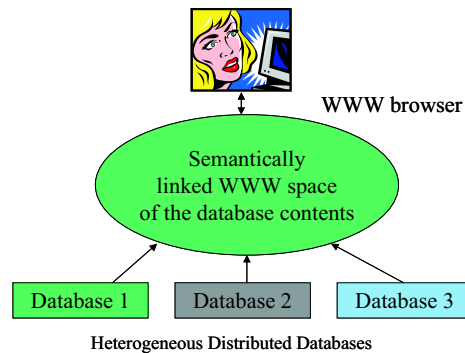 WWW browser
Semantically
linked WWW space
of the database contents
Database 1
Database 2
Database 3
Heterogeneous Distributed Databases